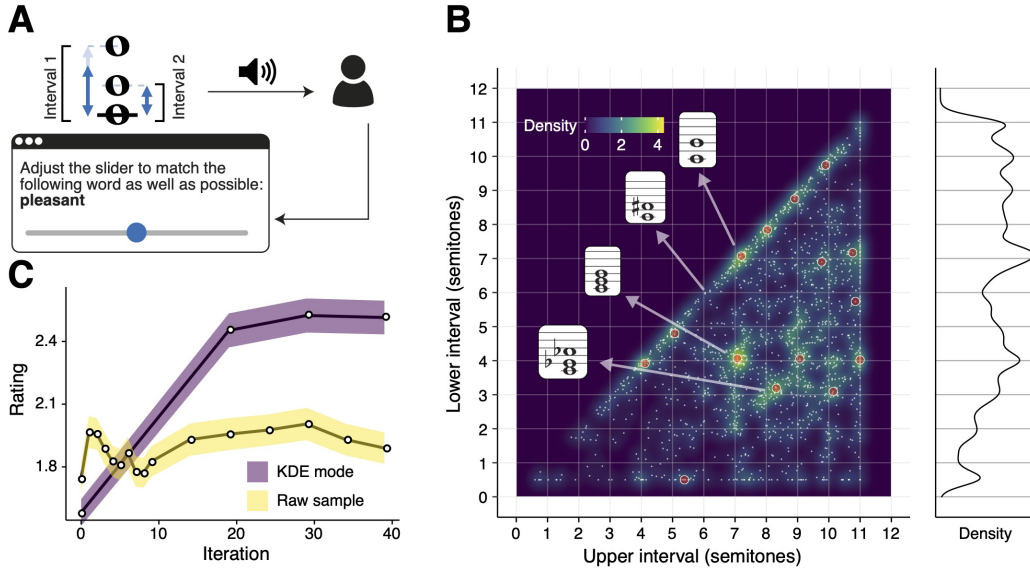 A
Interval 1
Interval 2
Adjust the slider to match the
following word as well as possible:
pleasant
B
Density
0 2 4
12
11
10
9
8
7
6
5
4
3
2
1
0
Lower interval (semitones)
0 1 2 3 4 5 6 7 8 9 10 11 12
Upper interval (semitones)
Density
C
2.4
2.1
1.8
Rating
KDE mode
Raw sample
0 10 20 30 40
Iteration